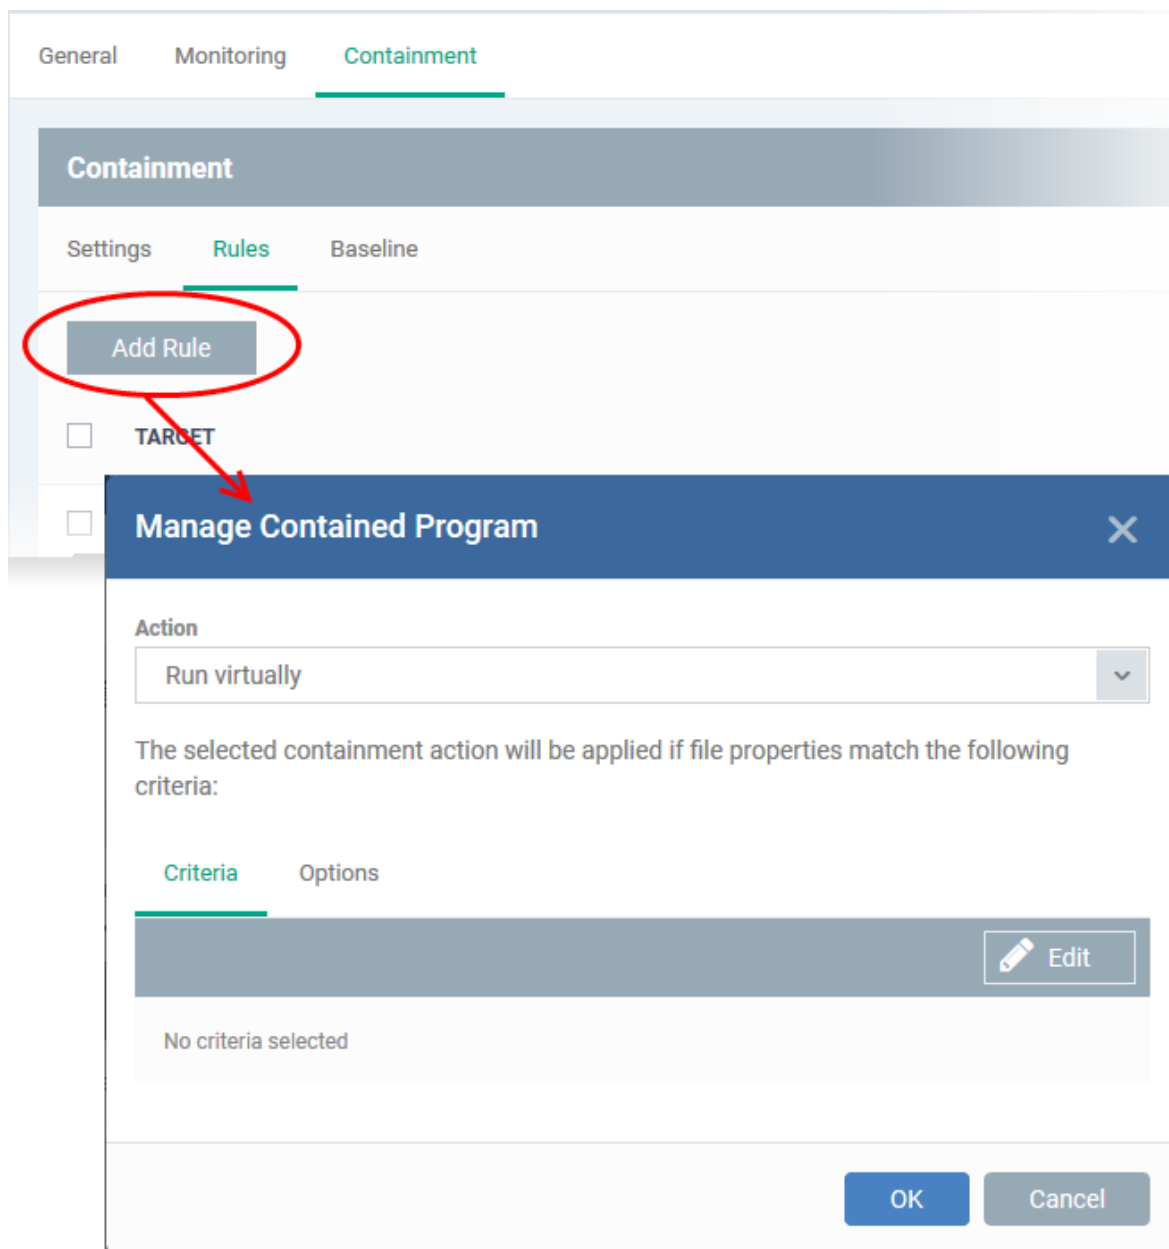 General Monitoring Containment
Containment
Settings Rules Baseline
Add Rule
TARGET
Manage Contained Program
Action
Run virtually
The selected containment action will be applied if file properties match the following
criteria:
Criteria Options
Edit
No criteria selected
OK Cancel